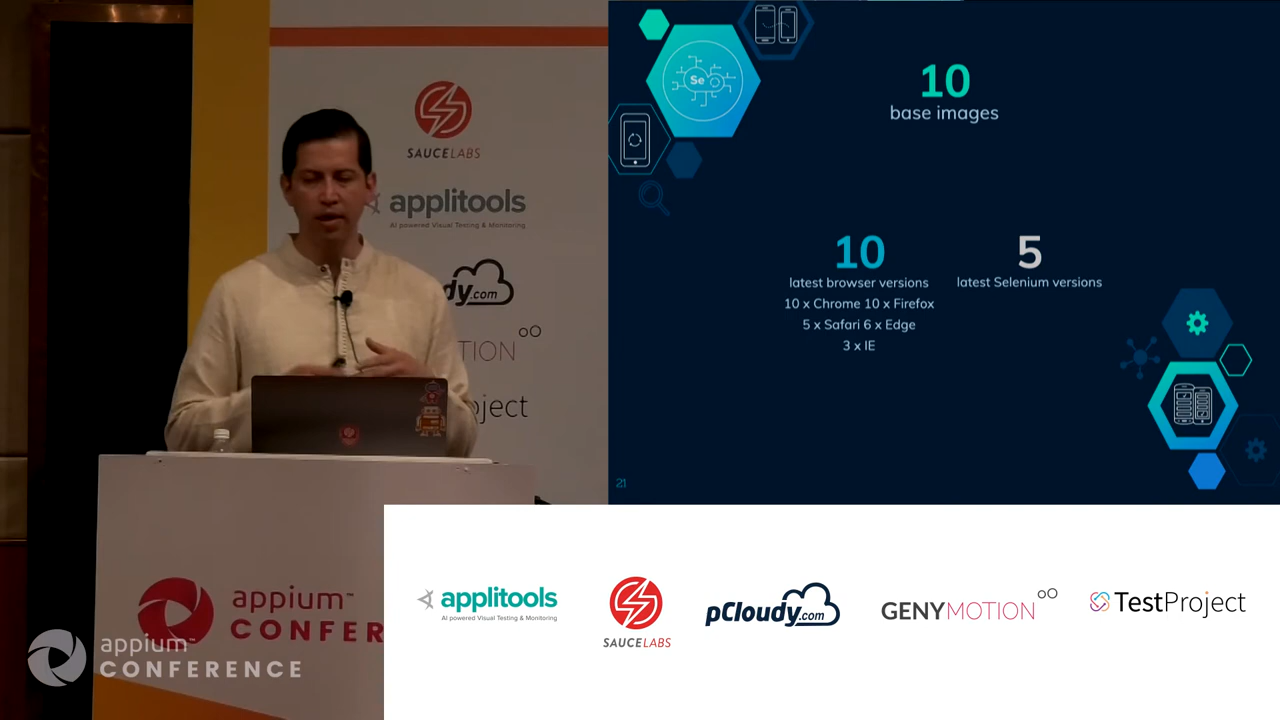 SAUCELABS
applitools
AI powered Visual Testing & Monitoring
dy.com
TION
oject
appium™
CONFER
appium™
CONFERENCE
Se
10
base images
10
latest browser versions
10 x Chrome 10 x Firefox
5 x Safari 6 x Edge
3 x IE
5
latest Selenium versions
21
applitools
AI powered Visual Testing & Monitoring
SAUCELABS
pCloudy.com
GENYMOTION
TestProject